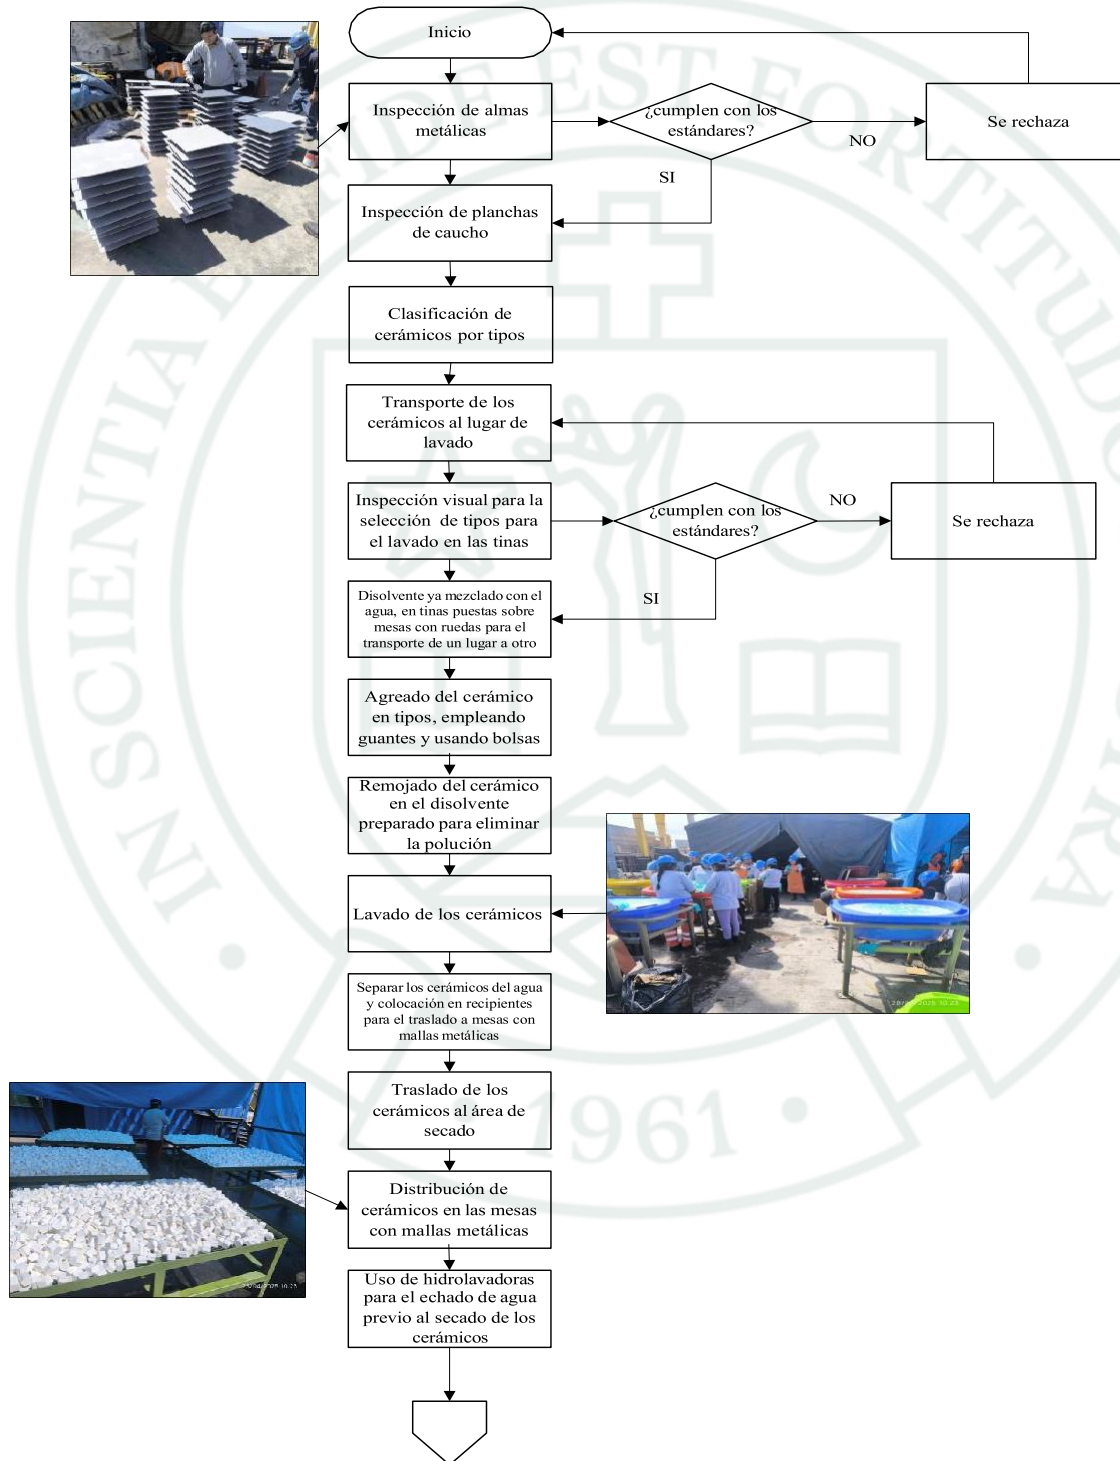 Inicio
Inspección de almas
metálicas
¿cumplen con los
estándares?
NO
Se rechaza
SI
Inspección de planchas
de caucho
Clasificación de
cerámicos por tipos
Transporte de los
cerámicos al lugar de
lavado
Inspección visual para la
selección de tipos para
el lavado en las tinas
¿cumplen con los
estándares?
NO
Se rechaza
SI
Disolvente ya mezclado con el
agua, en tinas puestas sobre
mesas con ruedas para el
transporte de un lugar a otro
Agreado del cerámico
en tipos, empleando
guantes y usando bolsas
Remojado del cerámico
en el disolvente
preparado para eliminar
la polución
Lavado de los cerámicos
Separar los cerámicos del agua
y colocación en recipientes
para el traslado a mesas con
mallas metálicas
Traslado de los
cerámicos al área de
secado
Distribución de
cerámicos en las mesas
con mallas metálicas
Uso de hidrolavadoras
para el echado de agua
previo al secado de los
cerámicos
IN SCIENTIA
EST FORTITUDO
1961